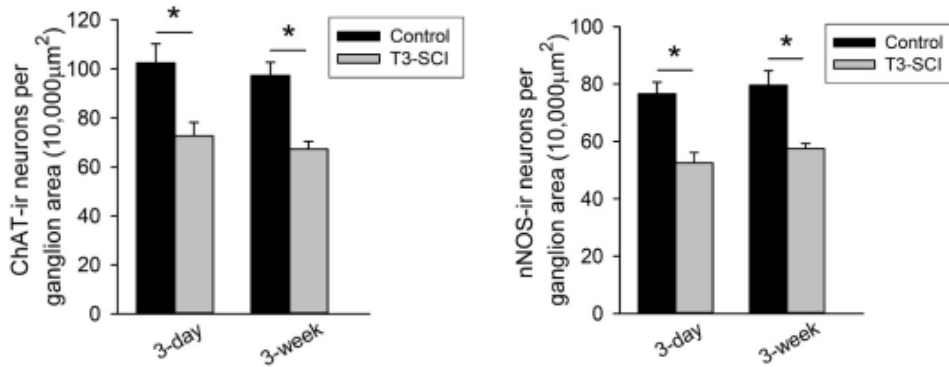 ChAT-ir neurons per
ganglion area (10,000μm²)
120
100
80
60
40
20
0
*
*
Control
T3-SCI
3-day
3-week
nNOS-ir neurons per
ganglion area (10,000μm²)
100
80
60
40
20
0
*
*
Control
T3-SCI
3-day
3-week